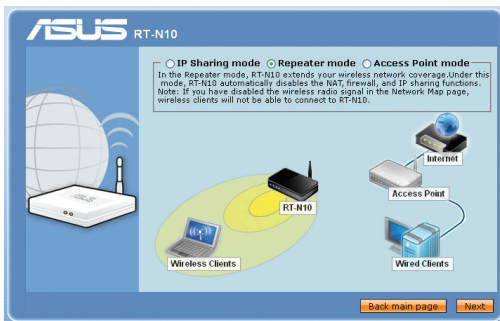 ASUS RT-N10
IP Sharing mode Repeater mode Access Point mode
In the Repeater mode, RT-N10 extends your wireless network coverage.Under this
mode, RT-N10 automatically disables the NAT, firewall, and IP sharing functions.
Note: If you have disabled the wireless radio signal in the Network Map page,
wireless clients will not be able to connect to RT-N10.
Internet
Access Point
RT-N10
Wireless Clients
Wired Clients
ASUS
Back main page Next